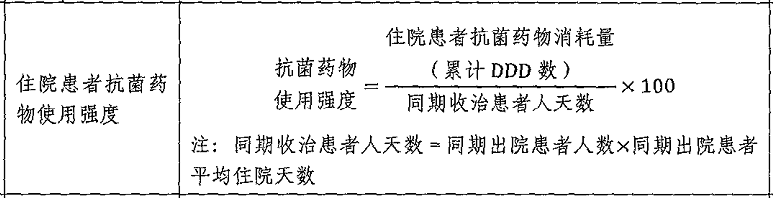 住院患者抗菌药
物使用强度
住院患者抗菌药物消耗量
抗菌药物
使用强度
=
（累计 DDD 数）
同期收治患者人天数
×100
注：同期收治患者人天数=同期出院患者人数×同期出院患者
平均住院天数